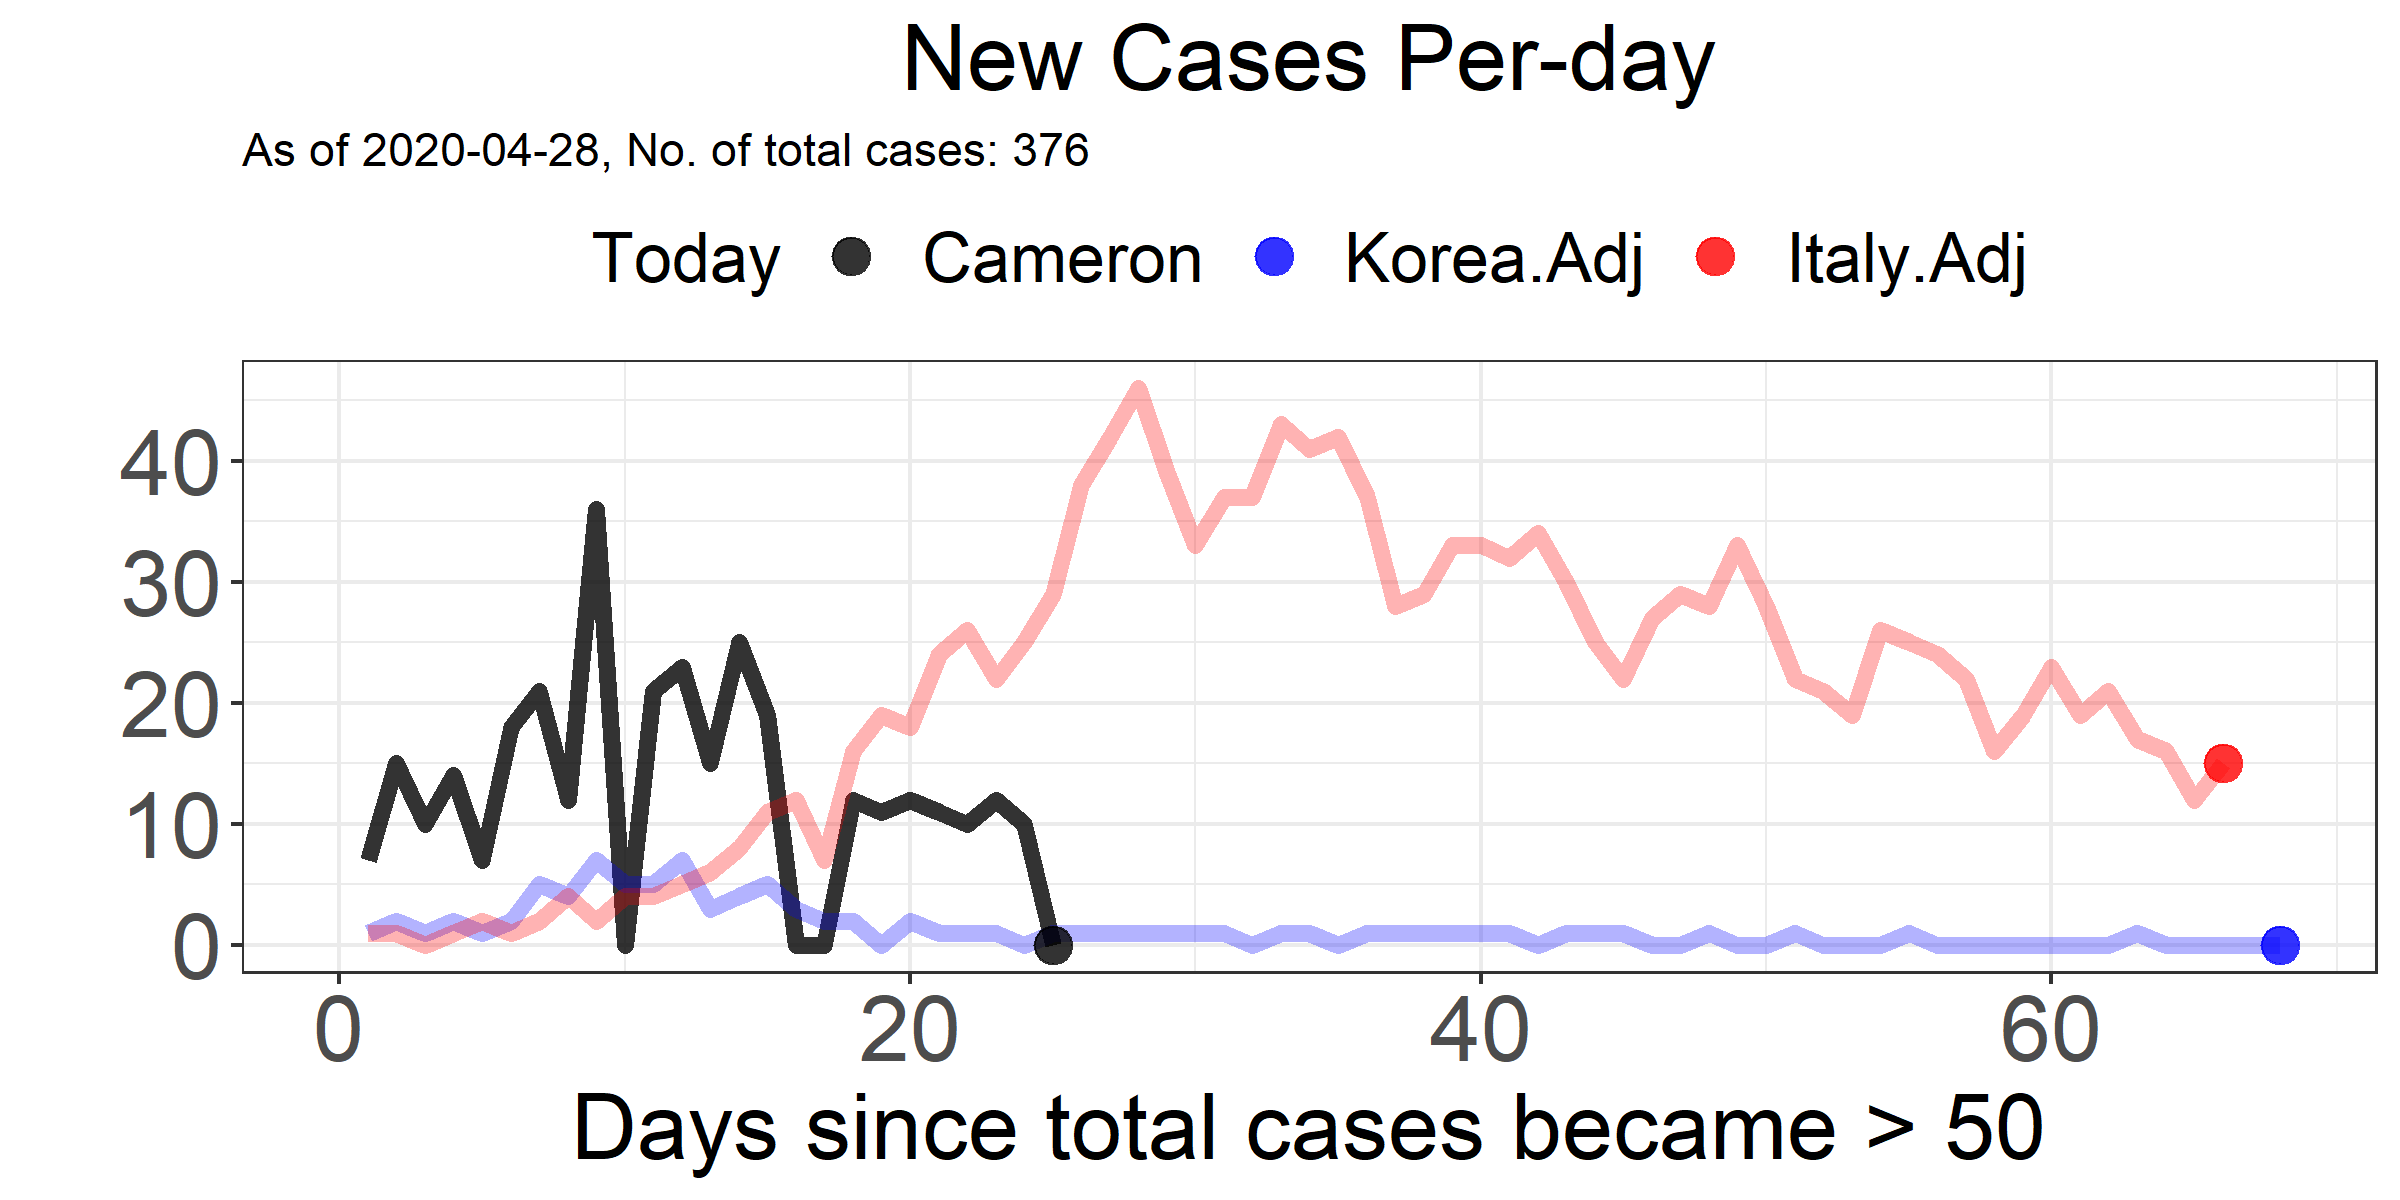 New Cases Per-day
As of 2020-04-28, No. of total cases: 376
Today Cameron Korea.Adj Italy.Adj
40
30
20
10
0
0 20 40 60
Days since total cases became > 50